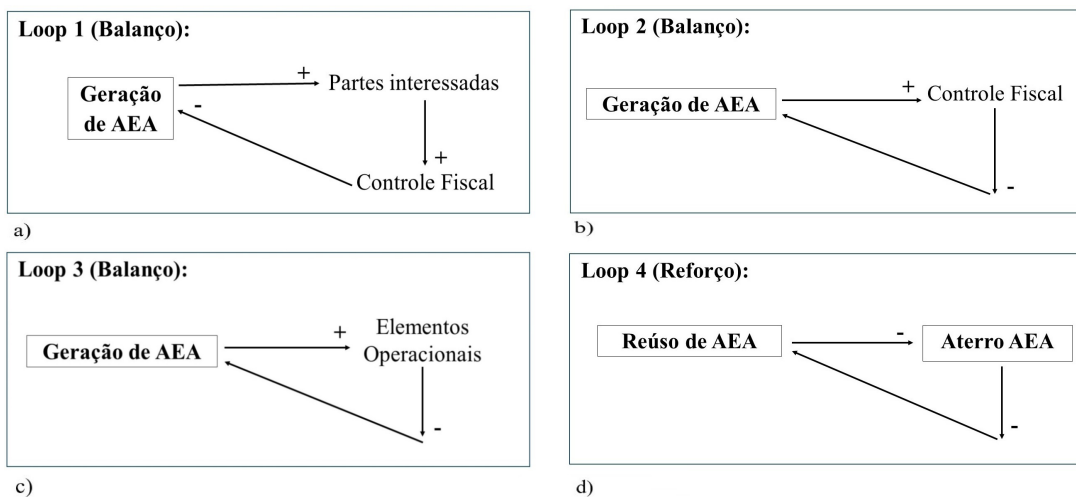 Loop 1 (Balanço):
+
Partes interessadas
Geração
de AEA
-
+
Controle Fiscal
a)
Loop 2 (Balanço):
+
Controle Fiscal
Geração de AEA
-
b)
Loop 3 (Balanço):
+
Elementos
Operacionais
Geração de AEA
-
c)
Loop 4 (Reforço):
Reúso de AEA
-
Aterro AEA
-
d)